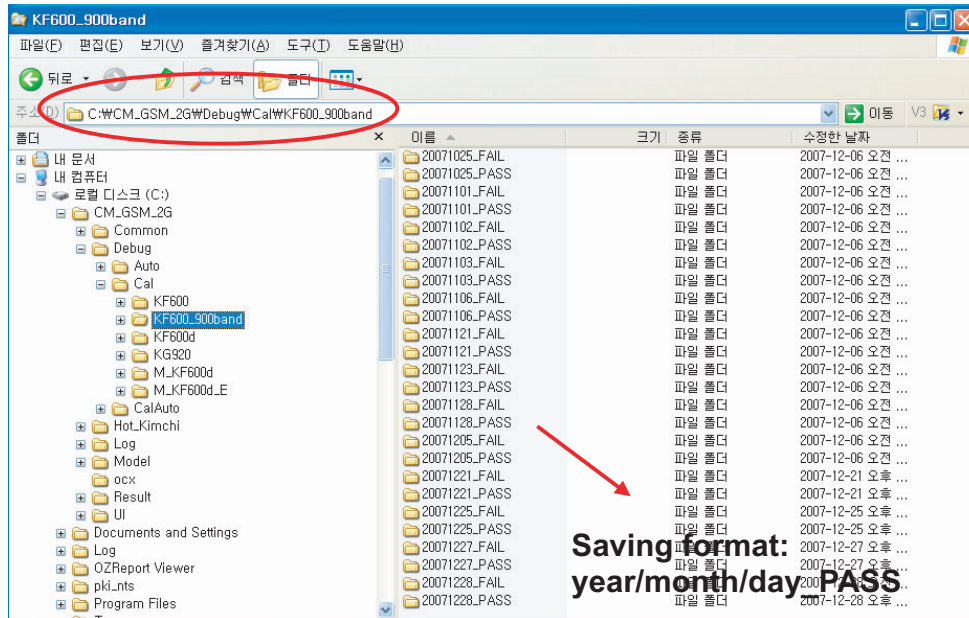 KF600_900band
파일(F) 편집(E) 보기(V) 즐겨찾기(A) 도구(T) 도움말(H)
뒤로 검색 폴더
주소(D) C:₩CM_GSM_2G₩Debug₩Cal₩KF600_900band 이동 V3
폴더 × 이름 크기 종류 수정한 날짜
내 문서
내 컴퓨터
로컬 디스크 (C:)
CM_GSM_2G
Common
Debug
Auto
Cal
KF600
KF600_900band
KF600d
KG920
M_KF600d
M_KF600d_E
CalAuto
Hot_Kimchi
Log
Model
ocx
Result
UI
Documents and Settings
Log
OZReport Viewer
pki_nts
Program Files
20071025_FAIL 파일 폴더 2007-12-06 오전 ...
20071025_PASS 파일 폴더 2007-12-06 오전 ...
20071101_FAIL 파일 폴더 2007-12-06 오전 ...
20071101_PASS 파일 폴더 2007-12-06 오전 ...
20071102_FAIL 파일 폴더 2007-12-06 오전 ...
20071102_PASS 파일 폴더 2007-12-06 오전 ...
20071103_FAIL 파일 폴더 2007-12-06 오전 ...
20071103_PASS 파일 폴더 2007-12-06 오전 ...
20071106_FAIL 파일 폴더 2007-12-06 오전 ...
20071106_PASS 파일 폴더 2007-12-06 오전 ...
20071121_FAIL 파일 폴더 2007-12-06 오전 ...
20071121_PASS 파일 폴더 2007-12-06 오전 ...
20071123_FAIL 파일 폴더 2007-12-06 오전 ...
20071123_PASS 파일 폴더 2007-12-06 오전 ...
20071128_FAIL 파일 폴더 2007-12-06 오전 ...
20071128_PASS 파일 폴더 2007-12-06 오전 ...
20071205_FAIL 파일 폴더 2007-12-06 오전 ...
20071205_PASS 파일 폴더 2007-12-06 오전 ...
20071221_FAIL 파일 폴더 2007-12-21 오후 ...
20071221_PASS 파일 폴더 2007-12-21 오후 ...
20071225_FAIL 파일 폴더 2007-12-25 오후 ...
20071225_PASS 파일 폴더 2007-12-25 오후 ...
20071227_FAIL 파일 폴더 2007-12-27 오후 ...
20071227_PASS 파일 폴더 2007-12-27 오후 ...
20071228_FAIL 파일 폴더 오후 ...
20071228_PASS 파일 폴더 2007-12-28 오후 ...
Saving format:
year/month/day_PASS